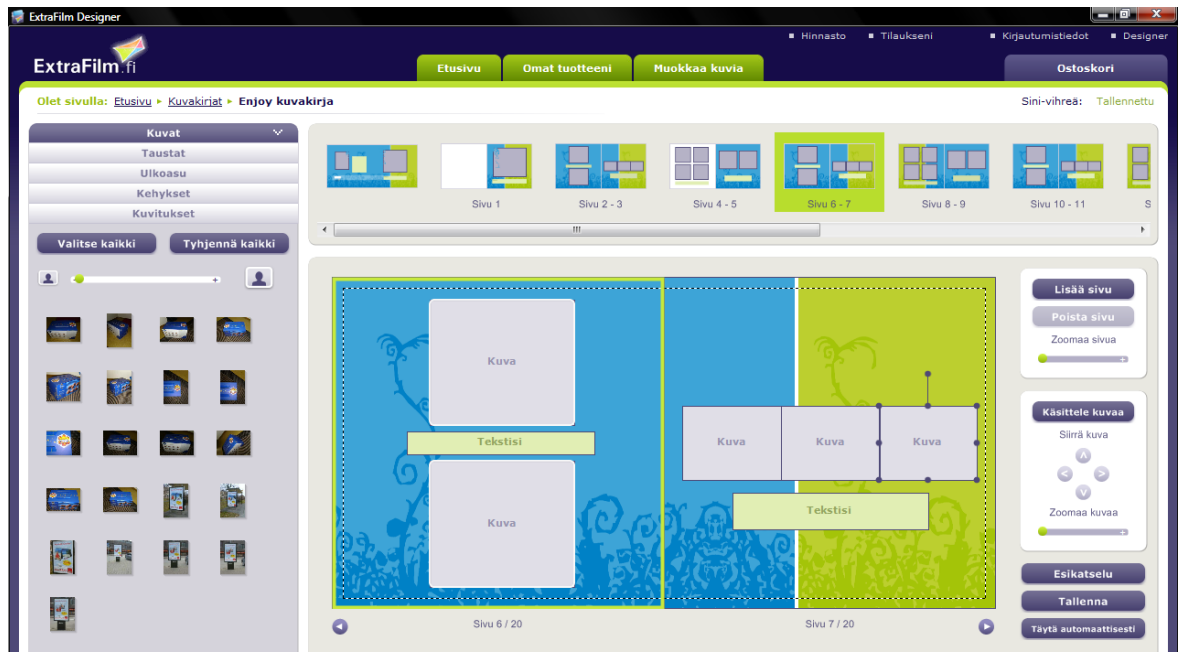 ExtraFilm Designer
Hinnasto Tilaukseni Kirjautumistiedot Designer
ExtraFilm.fi
Etusivu Omat tuotteeni Muokkaa kuvia Ostoskori
Olet sivulla: Etusivu Kuvakirjat Enjoy kuvakirja
Sini-vihreä: Tallennettu
Kuvat
Taustat
Ulkoasu
Kehykset
Kuvitukset
Valitse kaikki Tyhjennä kaikki
Sivu 1 Sivu 2 - 3 Sivu 4 - 5 Sivu 6 - 7 Sivu 8 - 9 Sivu 10 - 11 S
Kuva
Tekstisi
Kuva
Kuva Kuva Kuva
Tekstisi
Sivu 6 / 20 Sivu 7 / 20
Lisää sivu
Poista sivu
Zoomaa sivua
Käsittele kuvaa
Siirrä kuva
Zoomaa kuvaa
Esikatselu
Tallenna
Täytä automaattisesti